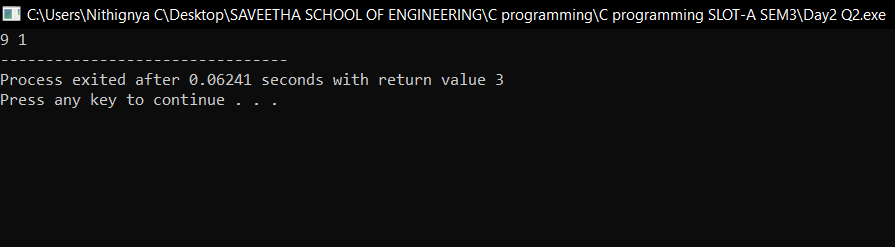 C:\Users\Nithignya C\Desktop\SAVEETHA SCHOOL OF ENGINEERING\C programming\C programming SLOT-A SEM3\Day2 Q2.exe
9 1
--------------------------------
Process exited after 0.06241 seconds with return value 3
Press any key to continue . . .